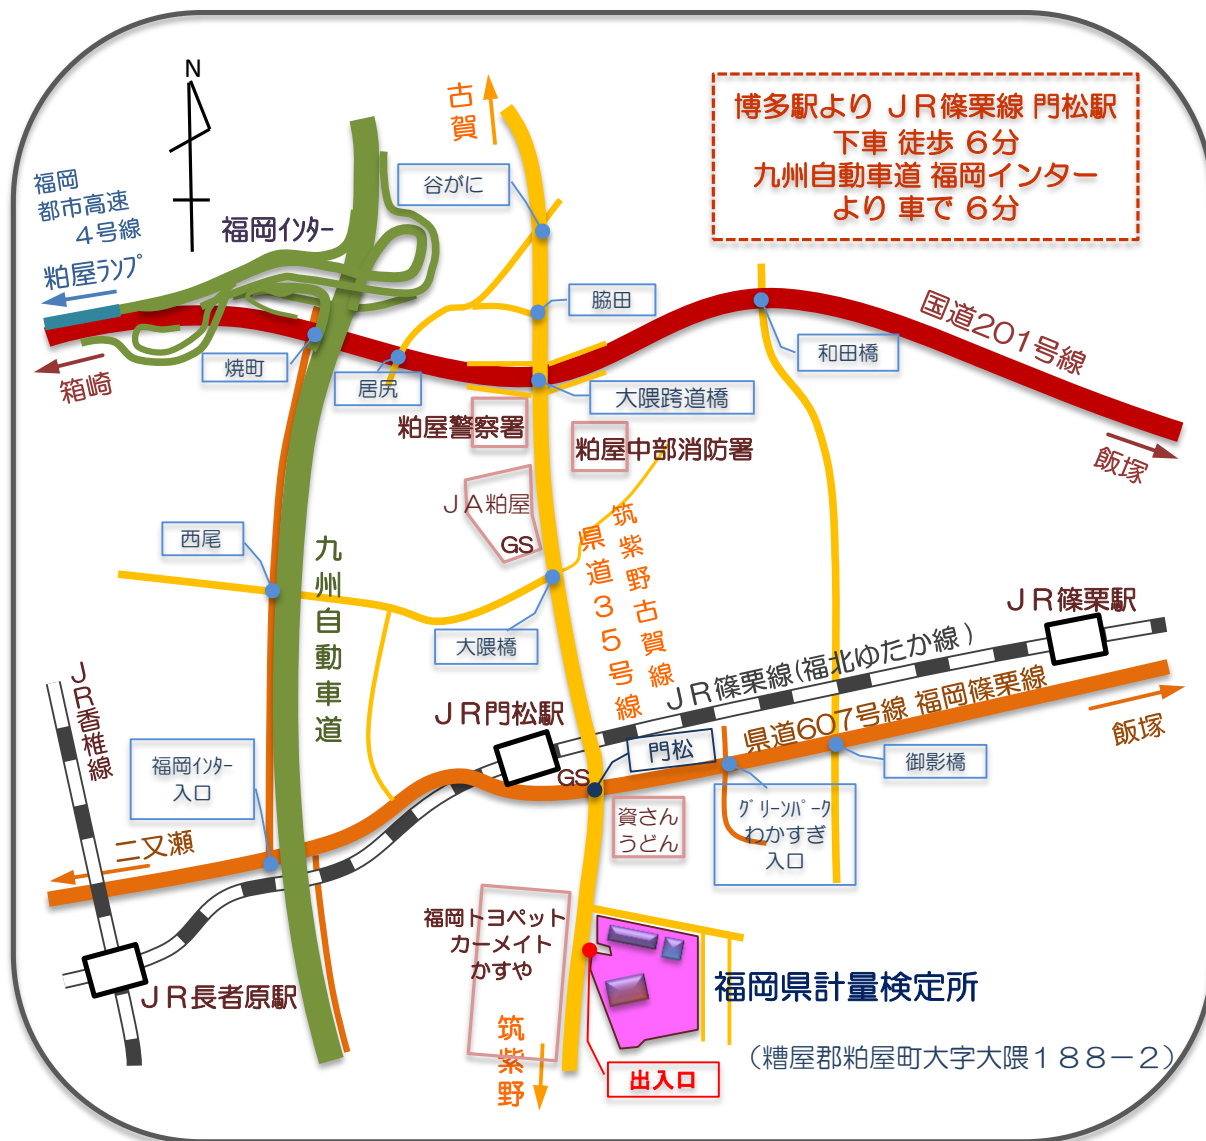 N
古賀
博多駅より ＪＲ篠栗線 門松駅
下車 徒歩 ６分
九州自動車道 福岡インター
より 車で ６分
谷がに
福岡
都市高速
４号線
福岡ｲﾝﾀｰ
粕屋ﾗﾝﾌﾟ
脇田
国道201号線
焼町
居尻
和田橋
箱崎
大隈跨道橋
粕屋警察署
粕屋中部消防署
飯塚
ＪＡ粕屋
GS
西尾
九州自動車道
県道３５号線
筑紫野古賀線
大隈橋
ＪＲ篠栗駅
ＪＲ篠栗線(福北ゆたか線)
ＪＲ香椎線
ＪＲ門松駅
県道607号線 福岡篠栗線
飯塚
門松
GS
御影橋
福岡ｲﾝﾀｰ
入口
ｸﾞﾘｰﾝﾊﾟｰｸ
わかすぎ
入口
資さん
うどん
二又瀬
福岡トヨペット
カーメイト
かすや
ＪＲ長者原駅
福岡県計量検定所
筑紫野
（糟屋郡粕屋町大字大隈１８８－２）
出入口